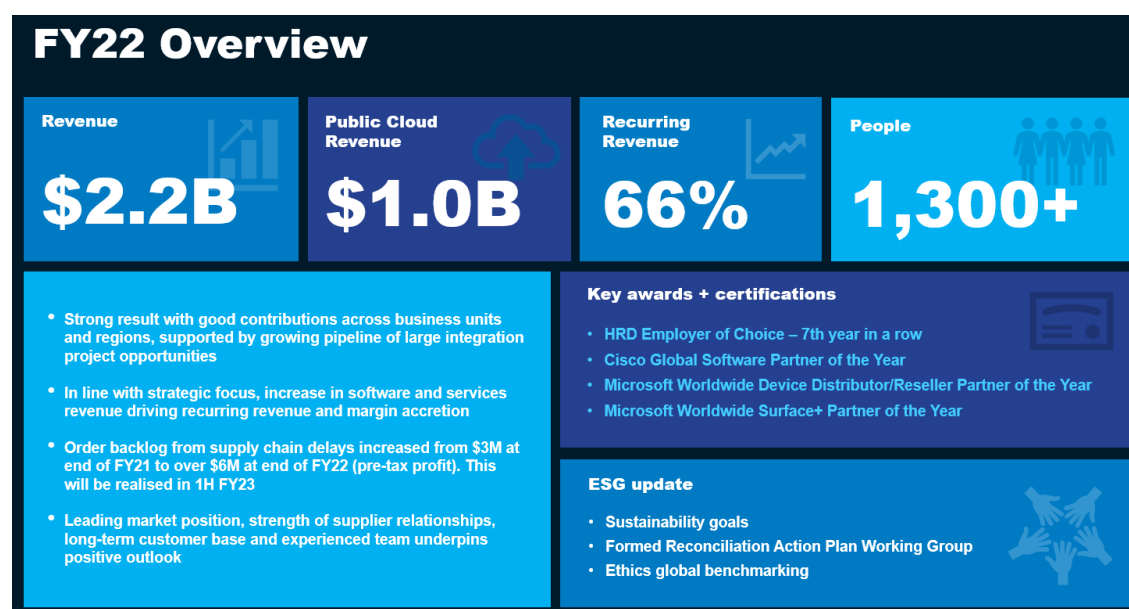 FY22 Overview
Revenue
$2.2B
Public Cloud
Revenue
$1.0B
Recurring
Revenue
66%
People
1,300+
• Strong result with good contributions across business units
and regions, supported by growing pipeline of large integration
project opportunities
• In line with strategic focus, increase in software and services
revenue driving recurring revenue and margin accretion
• Order backlog from supply chain delays increased from $3M at
end of FY21 to over $6M at end of FY22 (pre-tax profit). This
will be realised in 1H FY23
• Leading market position, strength of supplier relationships,
long-term customer base and experienced team underpins
positive outlook
Key awards + certifications
• HRD Employer of Choice – 7th year in a row
• Cisco Global Software Partner of the Year
• Microsoft Worldwide Device Distributor/Reseller Partner of the Year
• Microsoft Worldwide Surface+ Partner of the Year
ESG update
• Sustainability goals
• Formed Reconciliation Action Plan Working Group
• Ethics global benchmarking